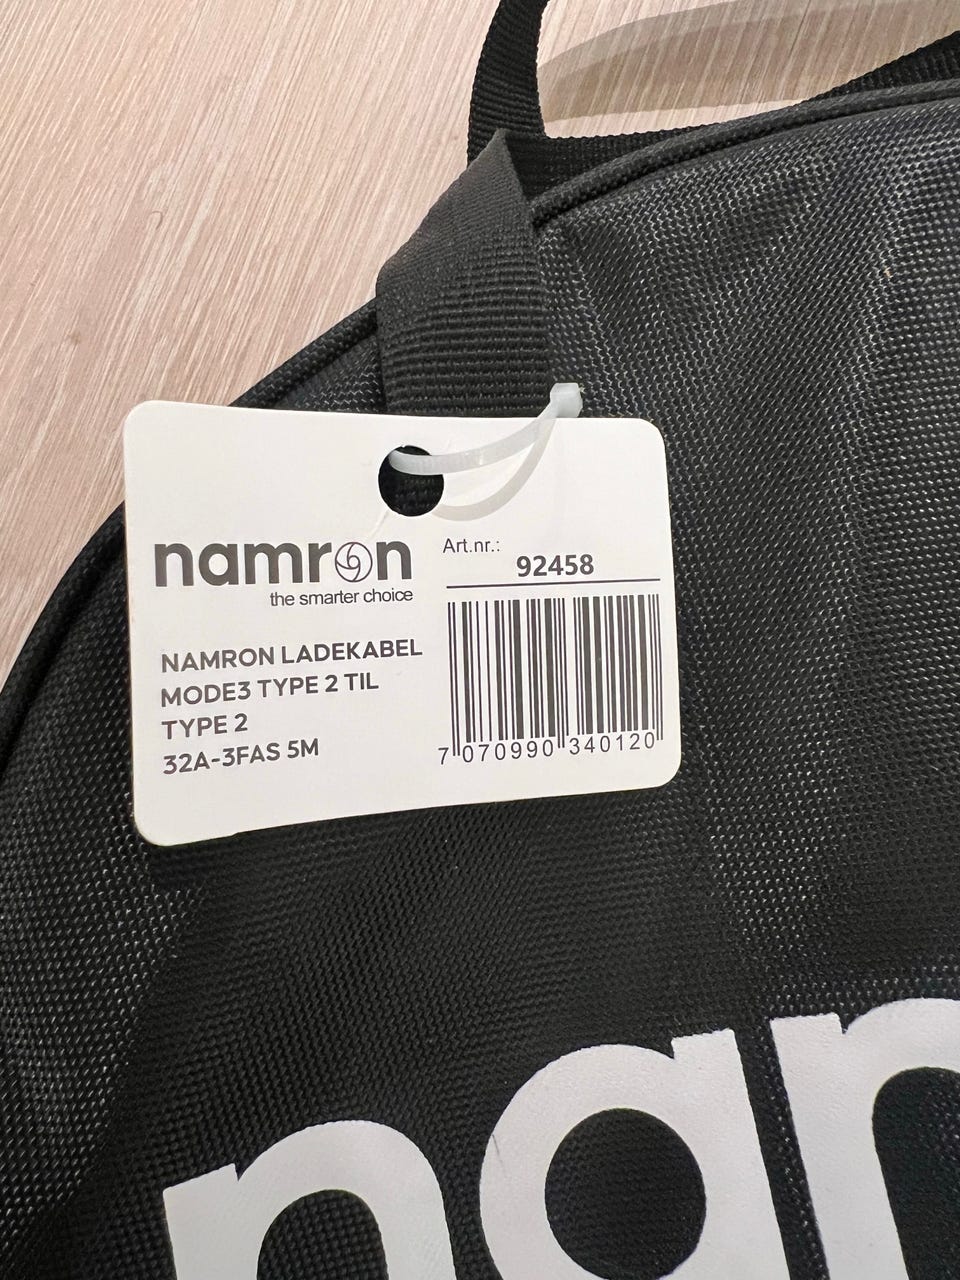 namron
the smarter choice
NAMRON LADEKABEL
MODE3 TYPE 2 TIL
TYPE 2
32A-3FAS 5M
Art.nr.:
92458
7 070990 340120
nam